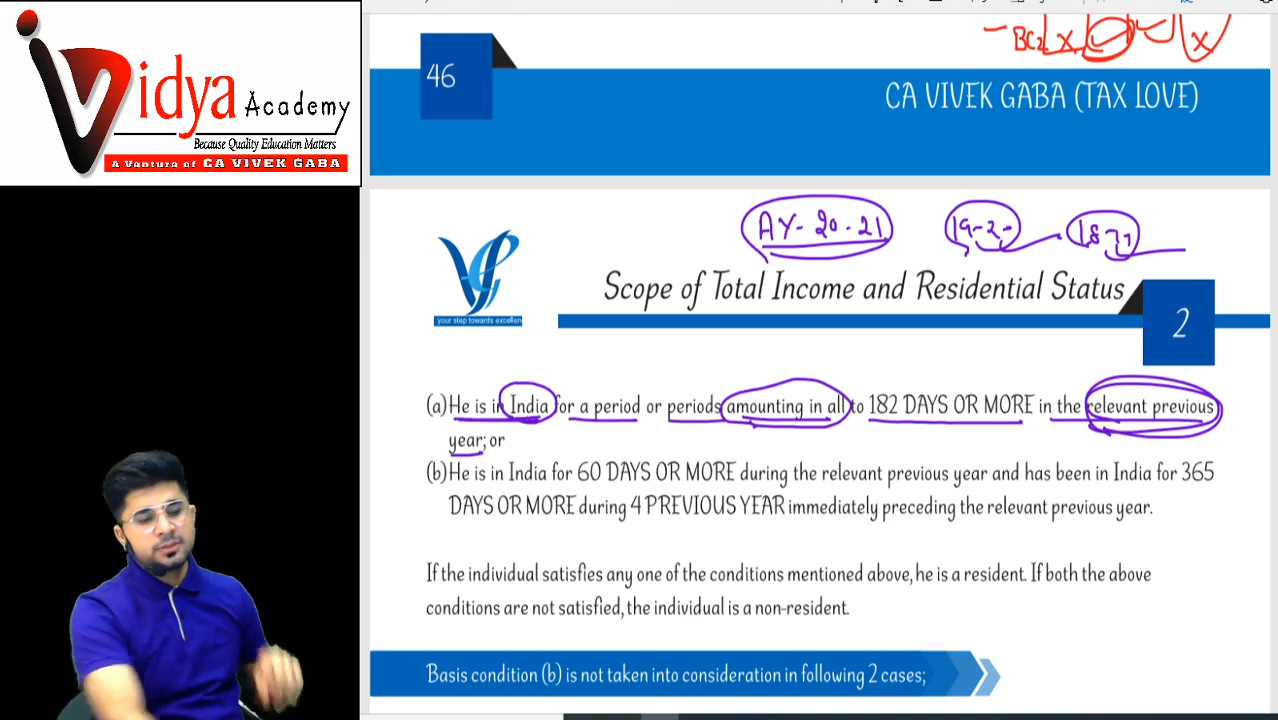 Vidya Academy
Because Quality Education Matters
A Vantura of CA VIVEK GABA
BC2 X X
46
CA VIVEK GABA (TAX LOVE)
AY-20-21
your step towards excellen
Scope of Total Income and Residential Status
2
(a) He is in India for a period or periods amounting in all to 182 DAYS OR MORE in the relevant previous
year; or
(b) He is in India for 60 DAYS OR MORE during the relevant previous year and has been in India for 365
DAYS OR MORE during 4 PREVIOUS YEAR immediately preceding the relevant previous year.
If the individual satisfies any one of the conditions mentioned above, he is a resident. If both the above
conditions are not satisfied, the individual is a non-resident.
Basis condition (b) is not taken into consideration in following 2 cases;